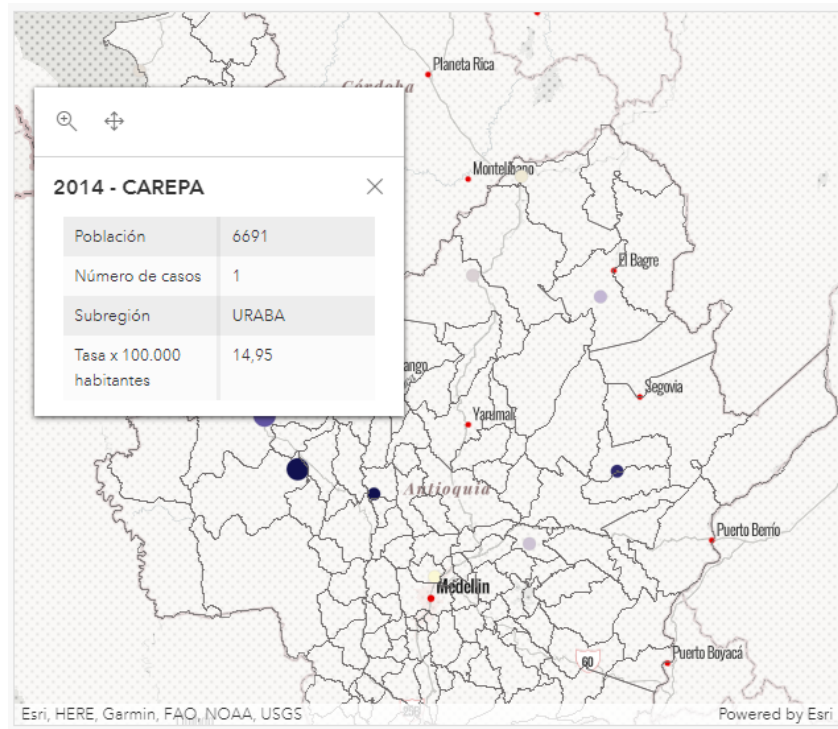 Planeta Rica
Córdoba
2014 - CAREPA
Población 6691
Número de casos 1
Subregión URABA
Tasa x 100.000 14,95
habitantes
Montelíbano
El Bagre
ango
Segovia
Yarumal
Antioquia
Puerto Berrío
Medellín
60
Puerto Boyacá
Esri, HERE, Garmin, FAO, NOAA, USGS
Powered by Esri